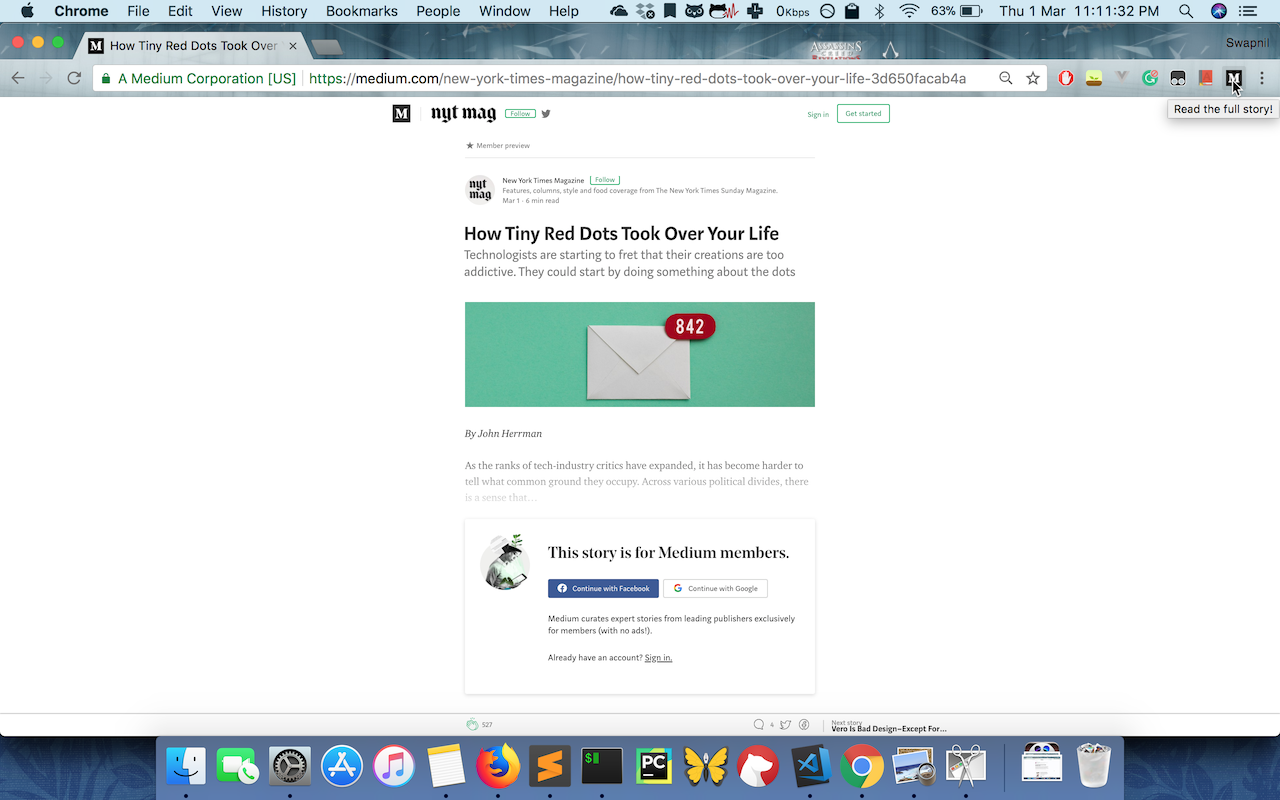 Chrome File Edit View History Bookmarks People Window Help 0Kbps 63% Thu 1 Mar 11:11:32 PM
M How Tiny Red Dots Took Over Swapnil
ASSASSINS
A Medium Corporation [US] https://medium.com/new-york-times-magazine/how-tiny-red-dots-took-over-your-life-3d650facab4a M
Read the full story!
M nyt mag Follow Sign in Get started
Member preview
nyt mag
New York Times Magazine Follow
Features, columns, style and food coverage from The New York Times Sunday Magazine.
Mar 1 · 6 min read
How Tiny Red Dots Took Over Your Life
Technologists are starting to fret that their creations are too
addictive. They could start by doing something about the dots
842
By John Herrman
As the ranks of tech-industry critics have expanded, it has become harder to
tell what common ground they occupy. Across various political divides, there
is a sense that…
This story is for Medium members.
Continue with Facebook Continue with Google
Medium curates expert stories from leading publishers exclusively
for members (with no ads!).
Already have an account? Sign in.
527 4 Next story
Vero Is Bad Design–Except For…
$ PC